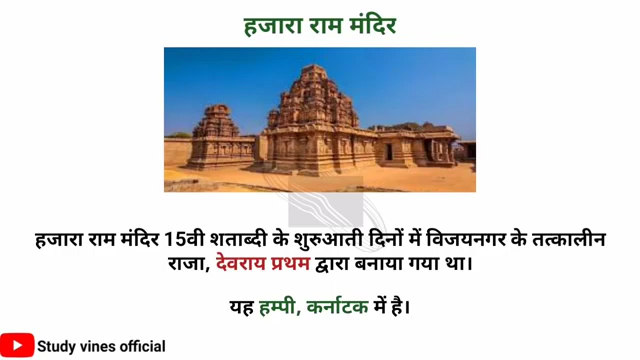 हजारा राम मंदिर
हजारा राम मंदिर 15वी शताब्दी के शुरुआती दिनों में विजयनगर के तत्कालीन
राजा, देवराय प्रथम द्वारा बनाया गया था।
यह हम्पी, कर्नाटक में है।
Study vines official